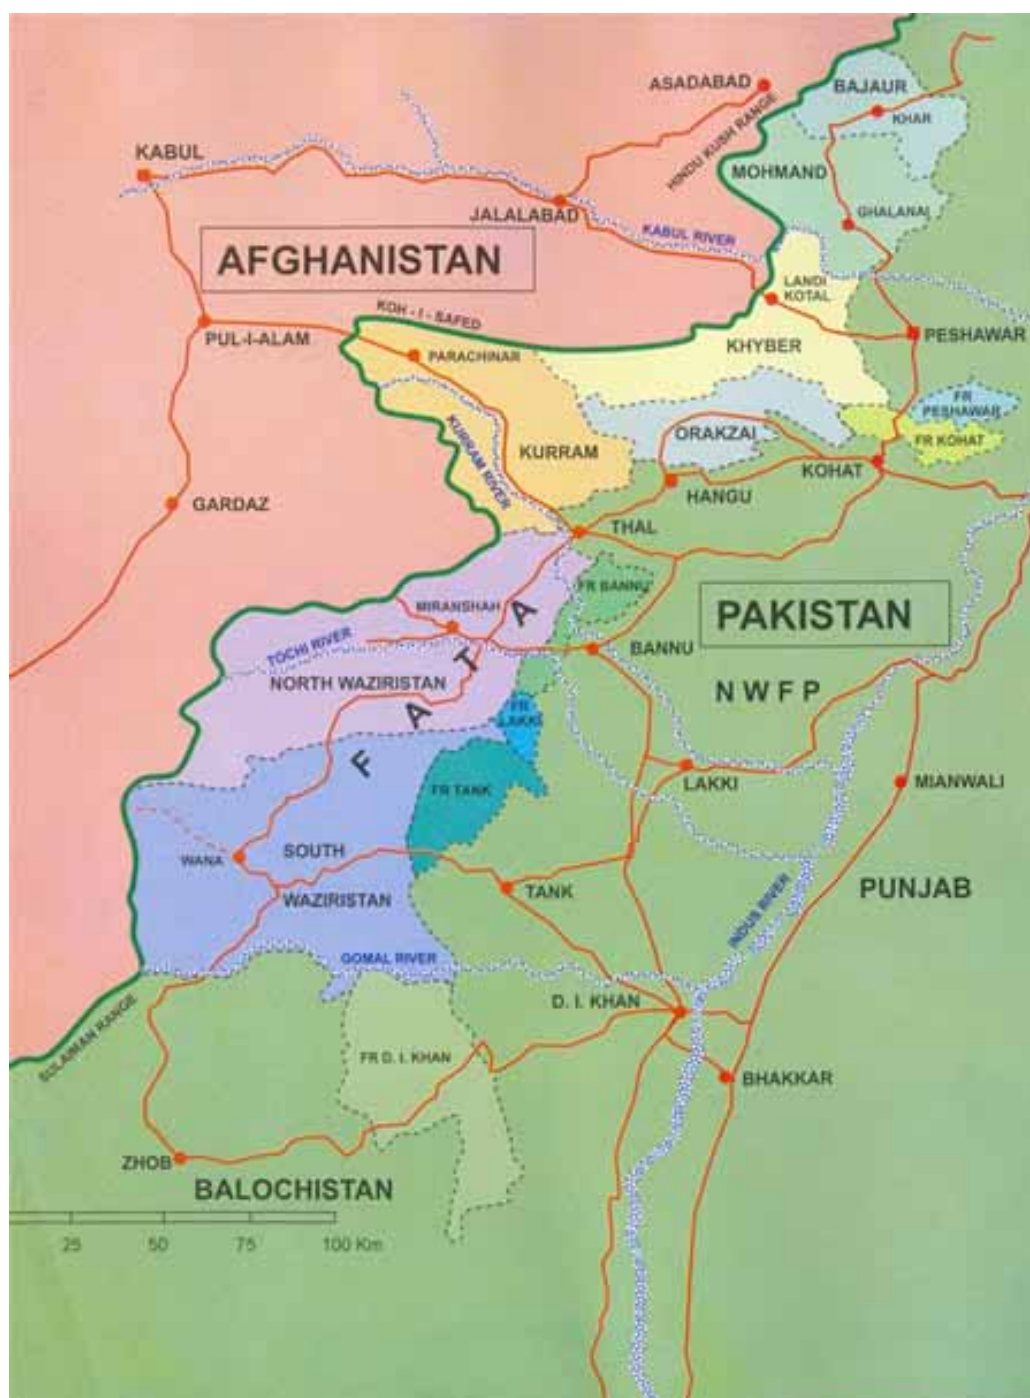 ASADABAD
BAJAUR
KHAR
HINDU KUSH RANGE
KABUL
MOHMAND
JALALABAD
GHALANAI
KABUL RIVER
AFGHANISTAN
LANDI
KOTAL
KOH - I - SAFED
PUL-I-ALAM
PARACHINAR
KHYBER
PESHAWAR
FR
PESHAWAR
KURRAM RIVER
KURRAM
ORAKZAI
FR KOHAT
KOHAT
HANGU
GARDAZ
THAL
FR BANNU
MIRANSHAH
PAKISTAN
TOCHI RIVER
BANNU
NORTH WAZIRISTAN
F A T A
N W F P
FR
LAKKI
LAKKI
MIANWALI
FR TANK
WANA
SOUTH
WAZIRISTAN
TANK
PUNJAB
INDUS RIVER
GOMAL RIVER
D. I. KHAN
SULAIMAN RANGE
FR D. I. KHAN
BHAKKAR
ZHOB
BALOCHISTAN
25 50 75 100 Km